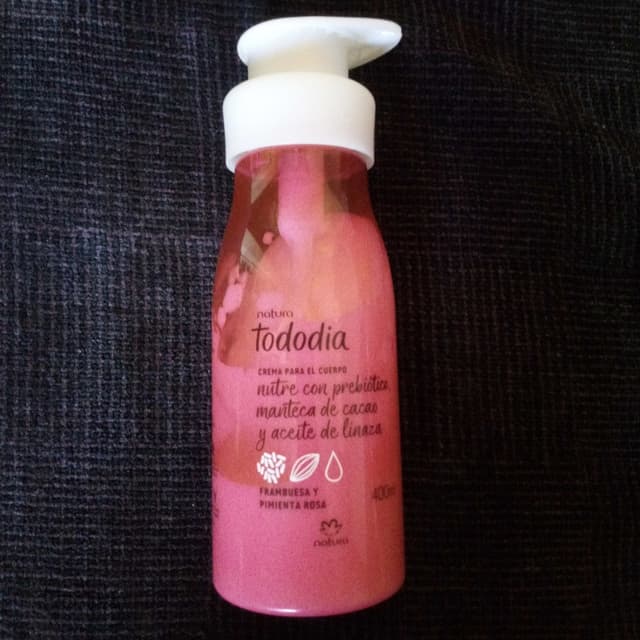 natura
tododia
CREMA PARA EL CUERPO
nutre con prebiótico,
manteca de cacao
y aceite de linaza
FRAMBUESA Y
PIMIENTA ROSA
400ml
natura